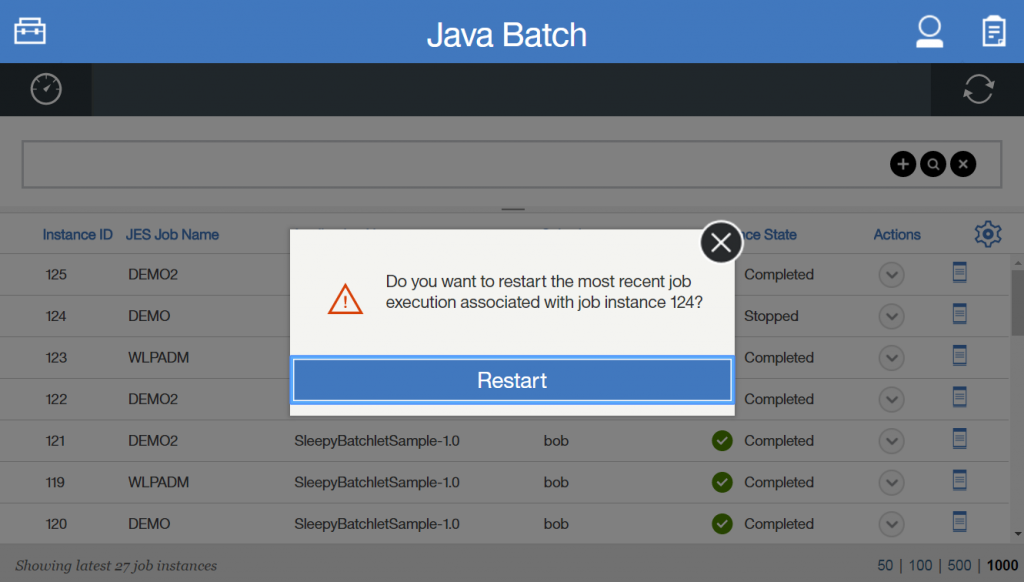 Java Batch
Instance ID JES Job Name State Actions
125 DEMO2 Completed
124 DEMO Stopped
123 WLPADM Completed
122 DEMO2 Completed
Do you want to restart the most recent job
execution associated with job instance 124?
Restart
121 DEMO2 SleepyBatchletSample-1.0 bob Completed
119 WLPADM SleepyBatchletSample-1.0 bob Completed
120 DEMO SleepyBatchletSample-1.0 bob Completed
Showing latest 27 job instances 50 | 100 | 500 | 1000